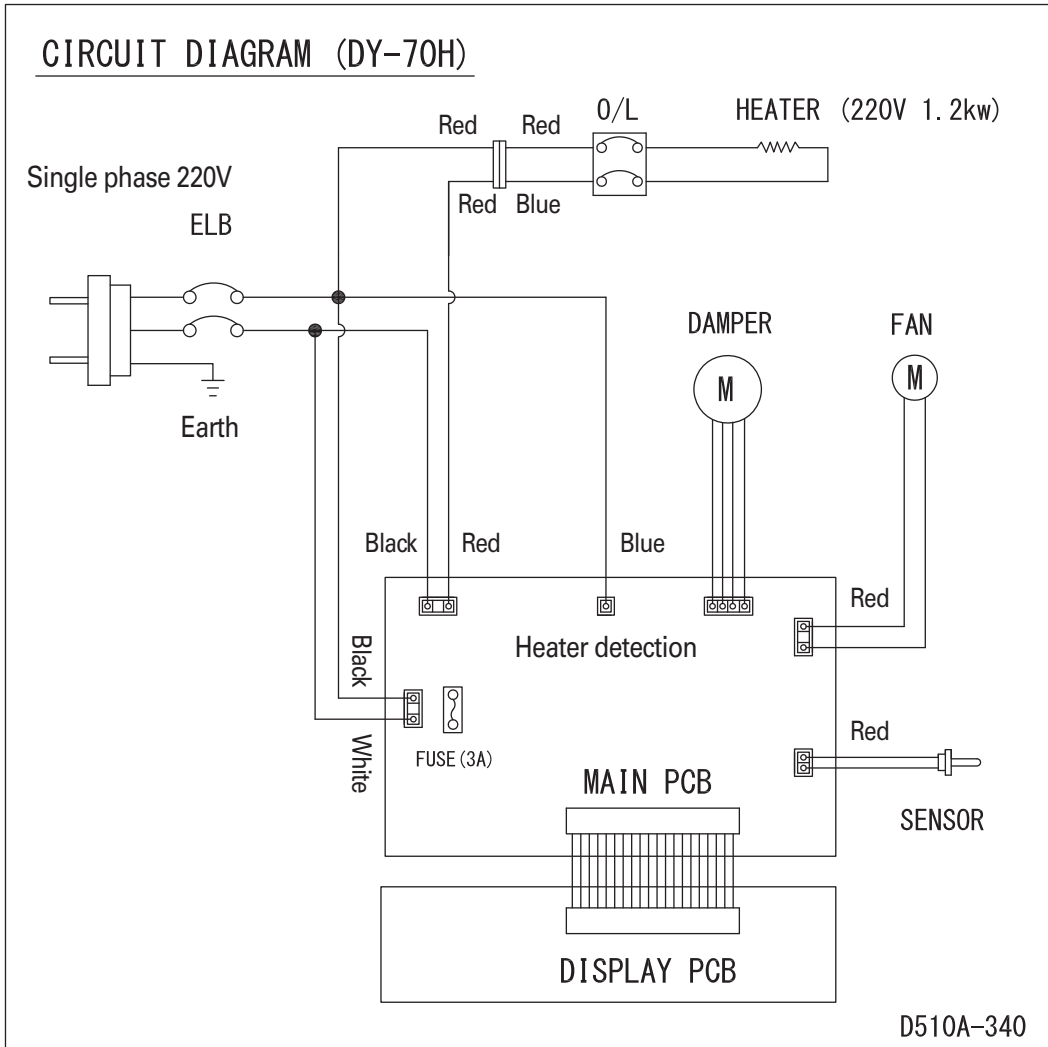 CIRCUIT DIAGRAM (DY-70H)
O/L
HEATER (220V 1.2kw)
Red
Red
Single phase 220V
Red
Blue
ELB
DAMPER
FAN
M
M
Earth
Black
Red
Blue
Red
Heater detection
Black
Red
White
FUSE (3A)
MAIN PCB
SENSOR
DISPLAY PCB
D510A-340